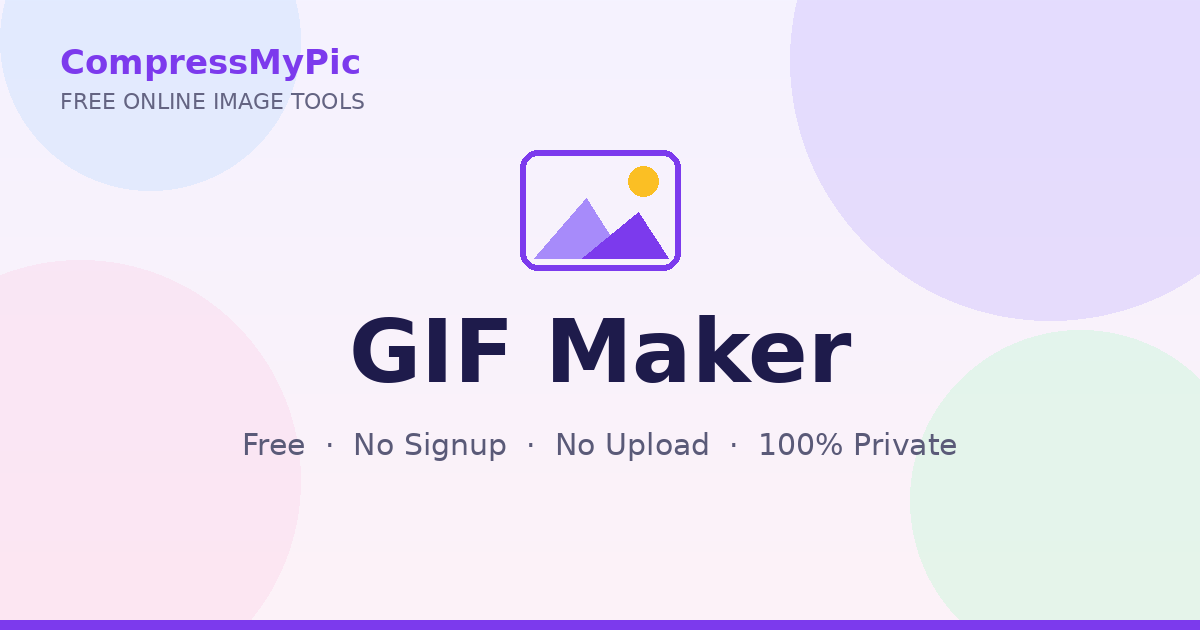 CompressMyPic
FREE ONLINE IMAGE TOOLS
GIF Maker
Free · No Signup · No Upload · 100% Private